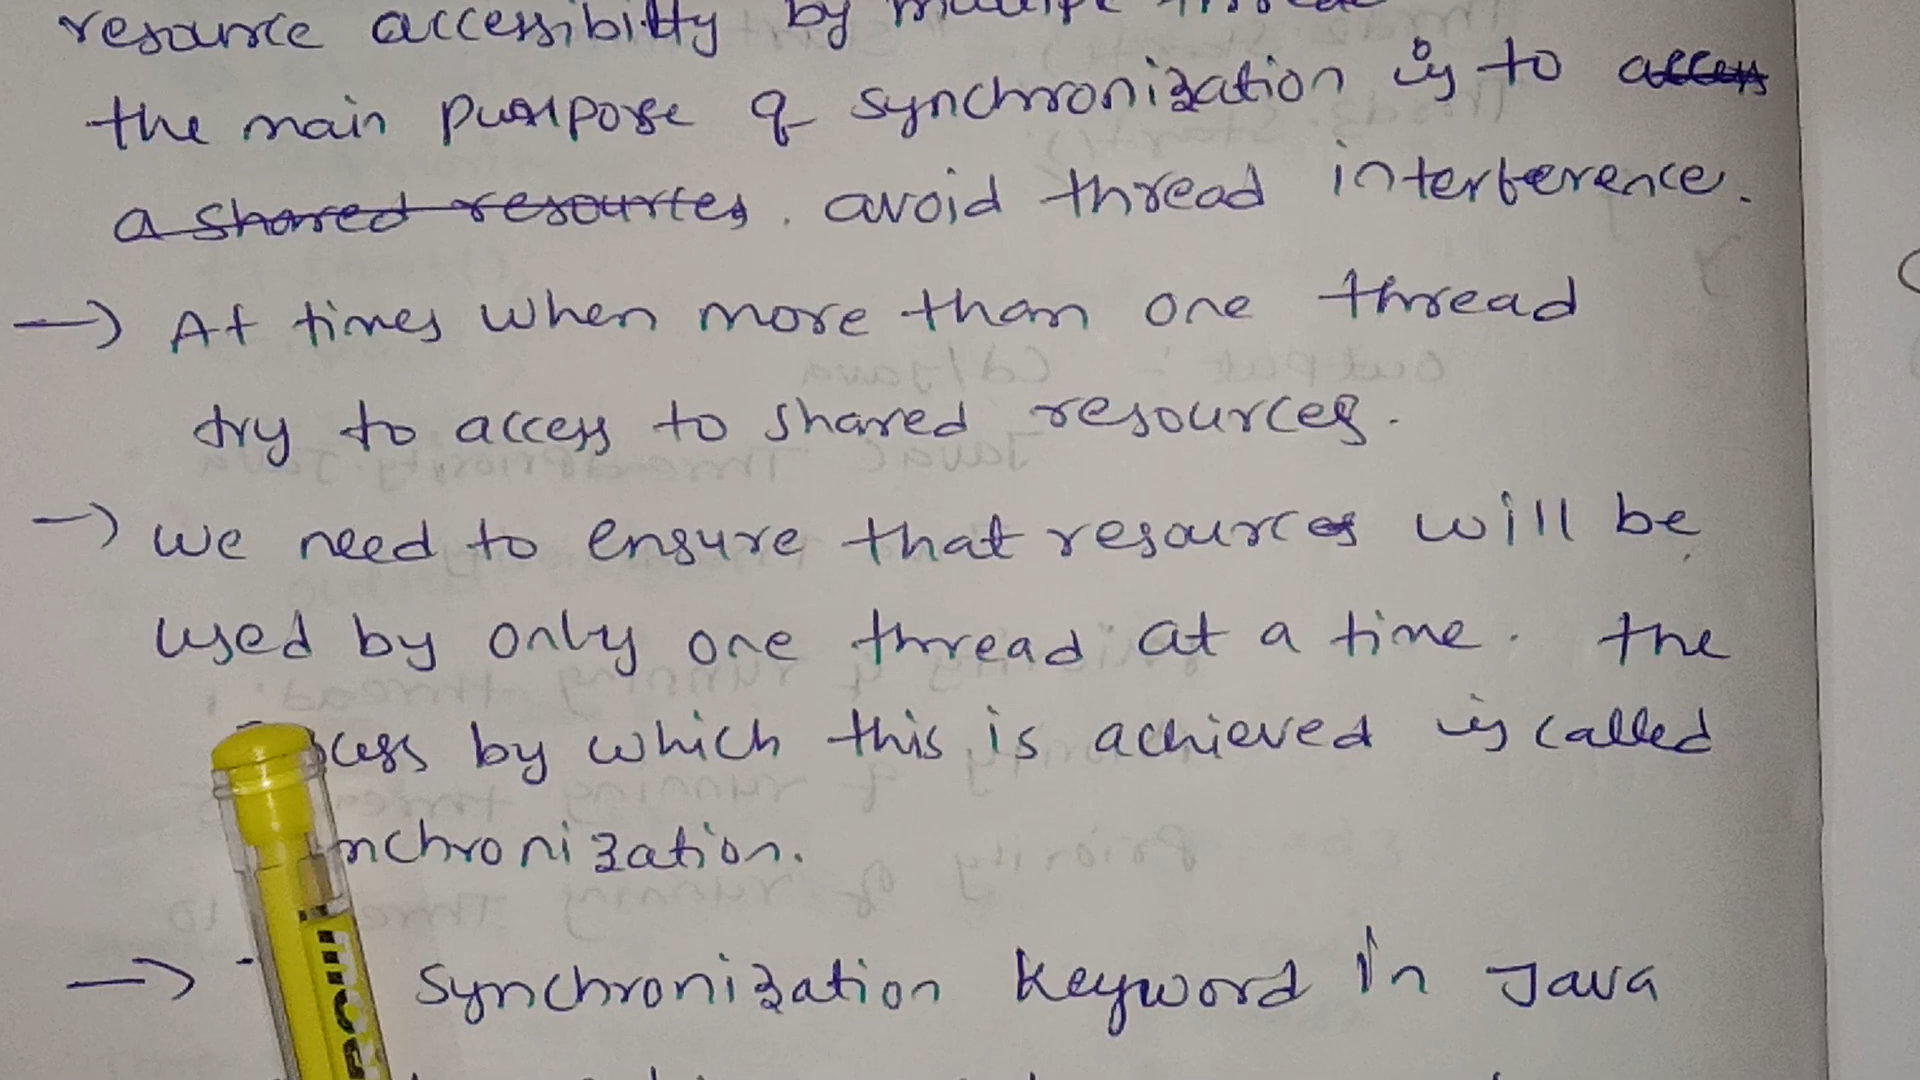 resource accessibility by
the main purpose of synchronization is to access
a shared resources. avoid thread interference.
→ At times when more than one thread
try to access to shared resources.
→ we need to ensure that resources will be
used by only one thread at a time. the
by which this is achieved is called
nchronization.
→ synchronization keyword in Java